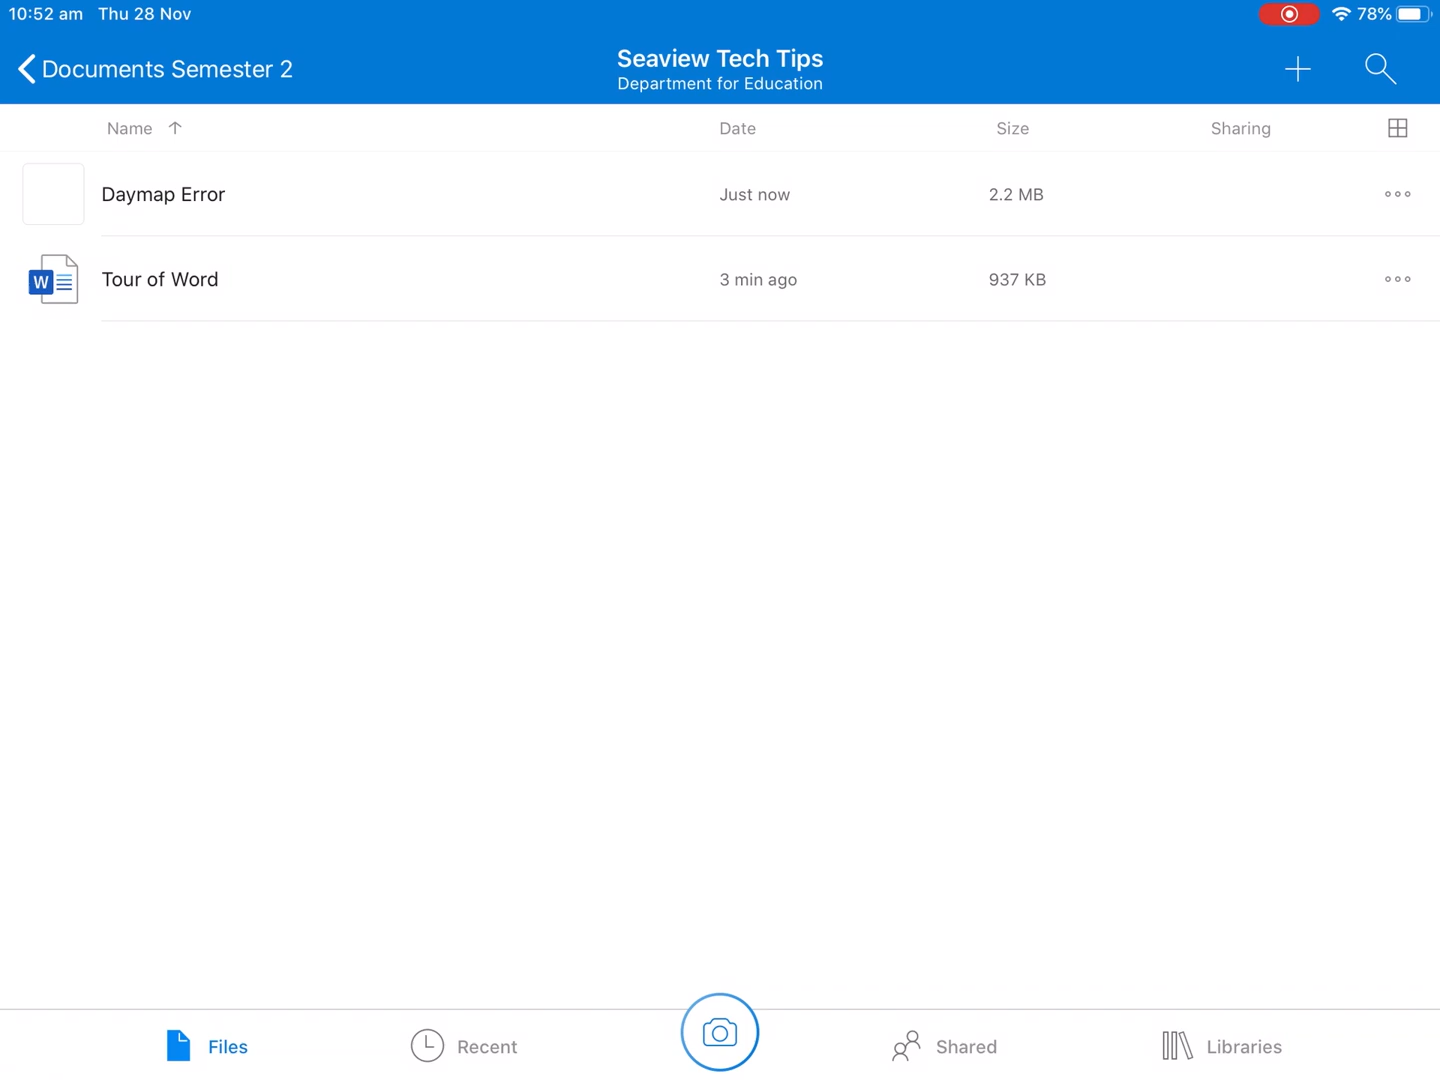 10:52 am Thu 28 Nov
78%
Documents Semester 2
Seaview Tech Tips
Department for Education
Name Date Size Sharing
Daymap Error Just now 2.2 MB
W Tour of Word 3 min ago 937 KB
Files Recent Shared Libraries